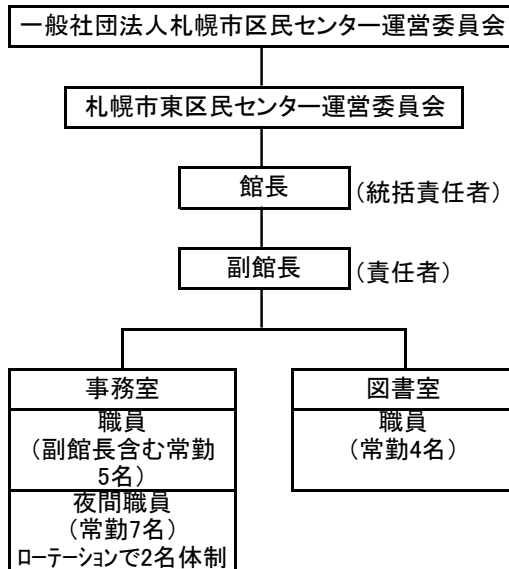 一般社団法人札幌市区民センター運営委員会
札幌市東区民センター運営委員会
館長
(統括責任者)
副館長
(責任者)
事務室
職員
(副館長含む常勤
5名)
夜間職員
(常勤7名)
ローテーションで2名体制
図書室
職員
(常勤4名)